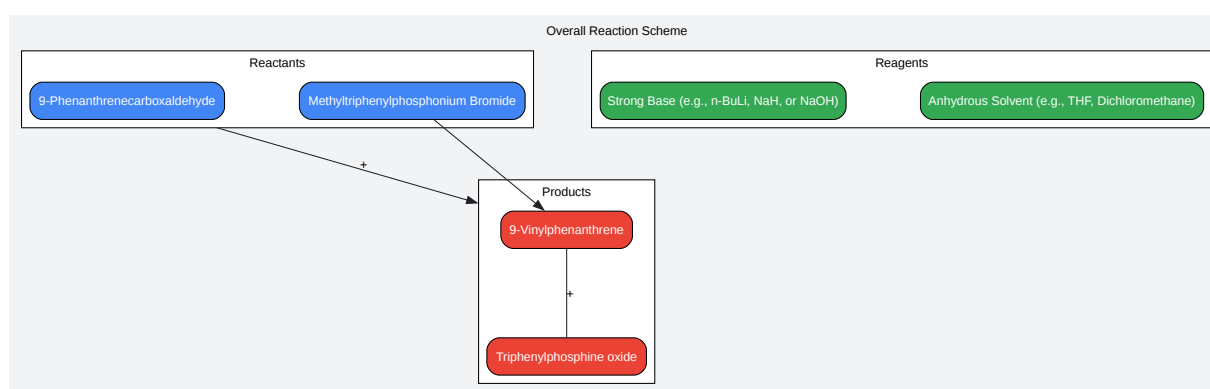 Overall Reaction Scheme
Reactants
Reagents
9-Phenanthrenecarboxaldehyde
Methyltriphenylphosphonium Bromide
Strong Base (e.g., n-BuLi, NaH, or NaOH)
Anhydrous Solvent (e.g., THF, Dichloromethane)
+
Products
9-Vinylphenanthrene
+
Triphenylphosphine oxide